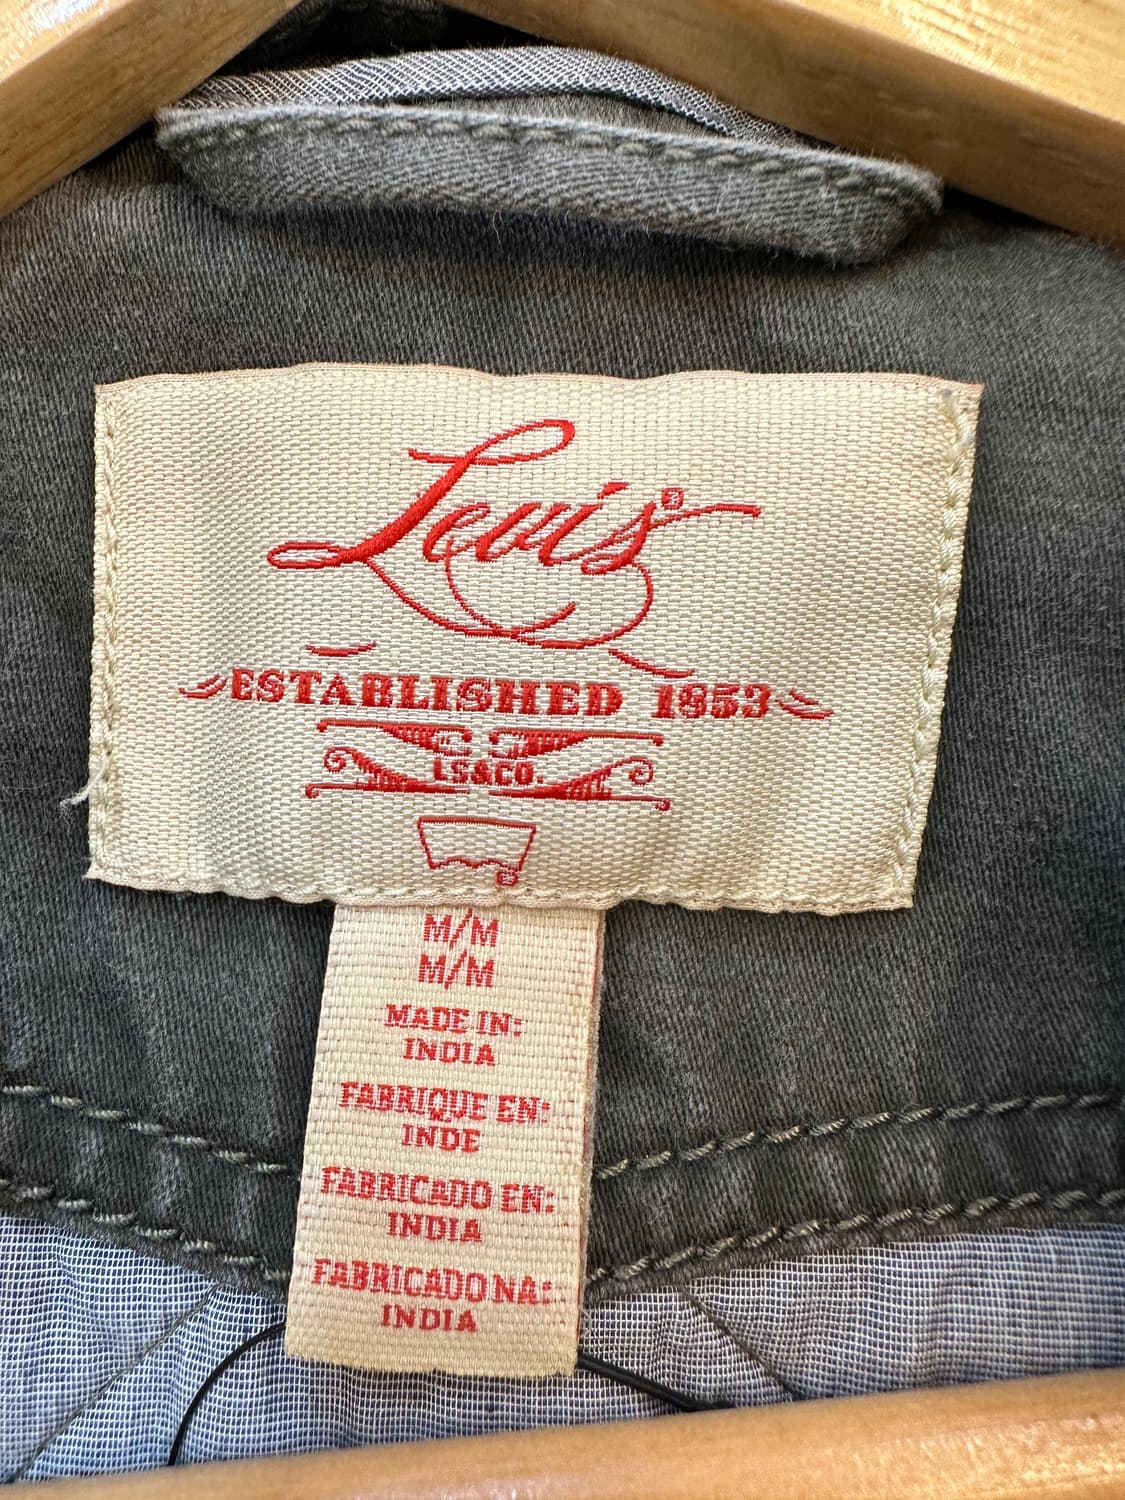 Levi's®
ESTABLISHED 1853
LS&CO.
M/M
M/M
MADE IN:
INDIA
FABRIQUE EN:
INDE
FABRICADO EN:
INDIA
FABRICADO NA:
INDIA